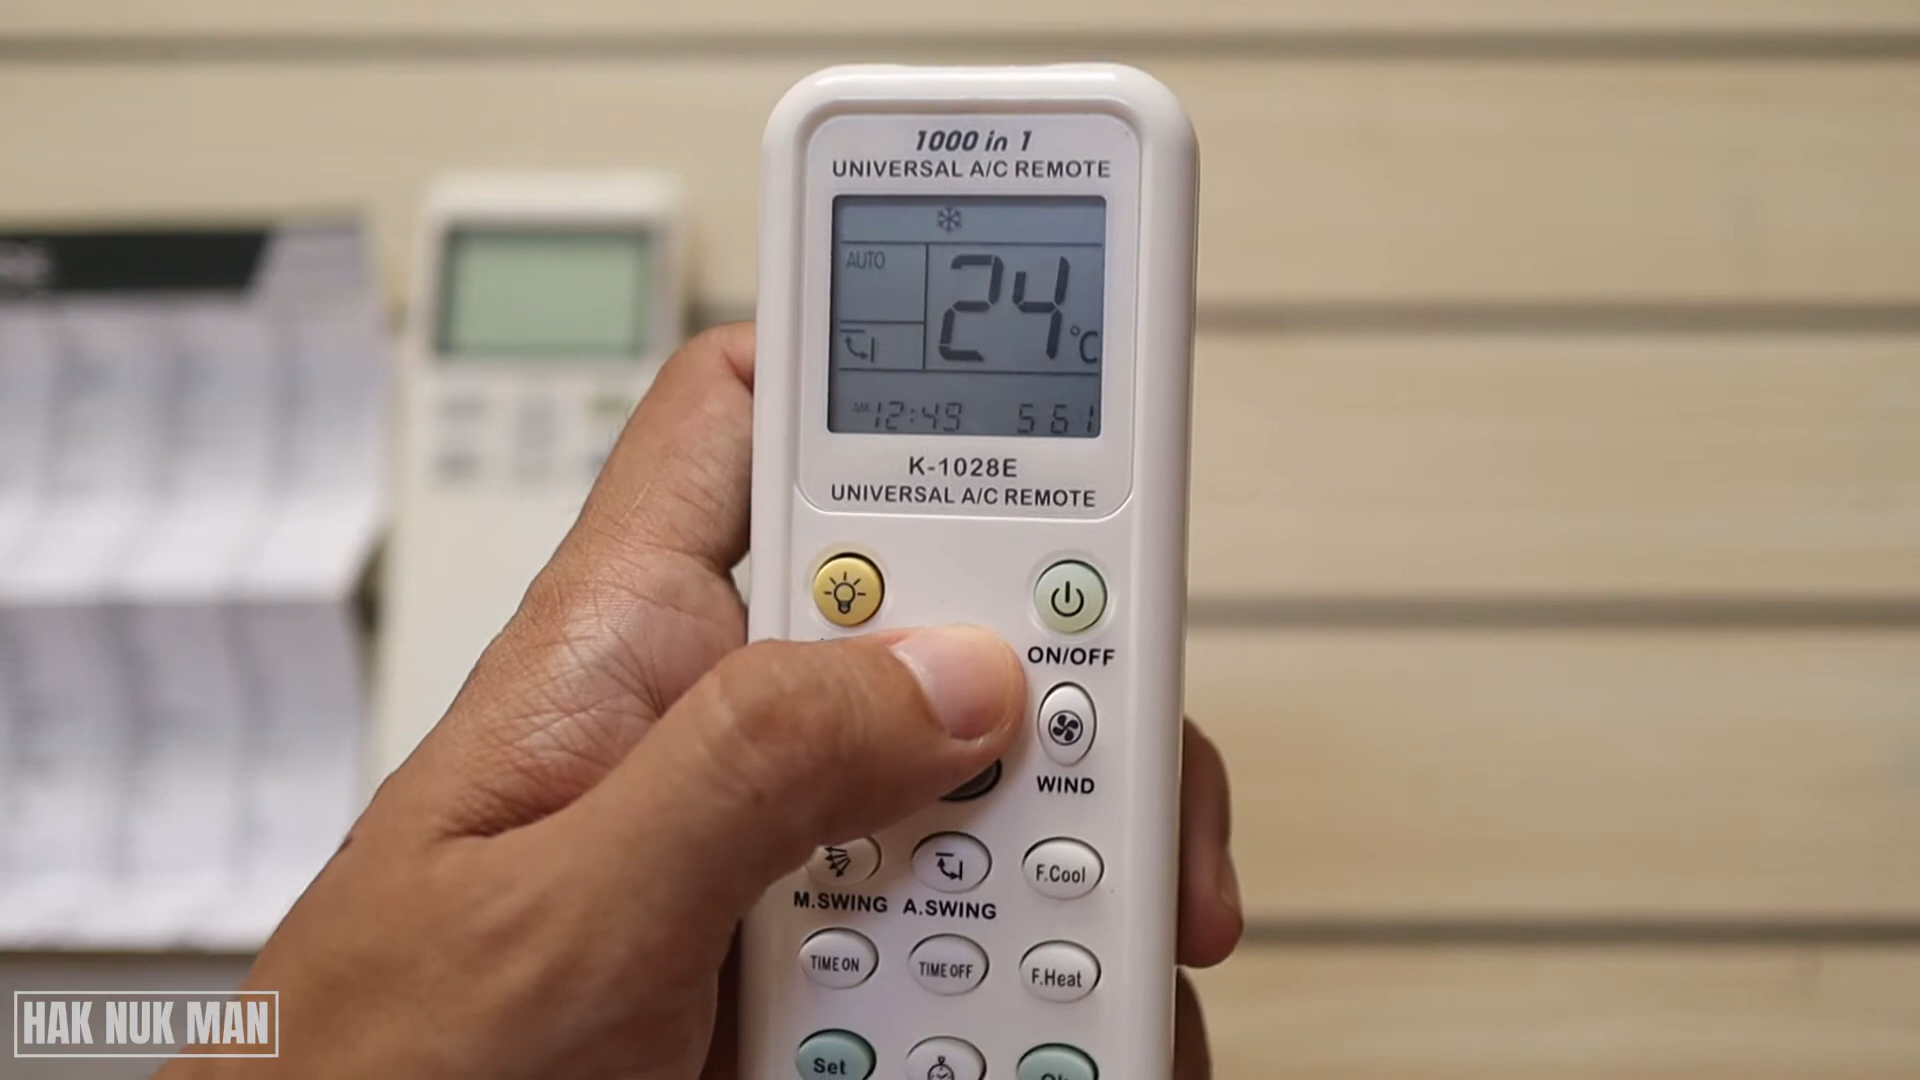 1000 in 1
UNIVERSAL A/C REMOTE
AUTO
24°C
AM 12:49 561
K-1028E
UNIVERSAL A/C REMOTE
ON/OFF
WIND
F.Cool
M.SWING A.SWING
TIME ON TIME OFF F.Heat
Set
HAK NUK MAN